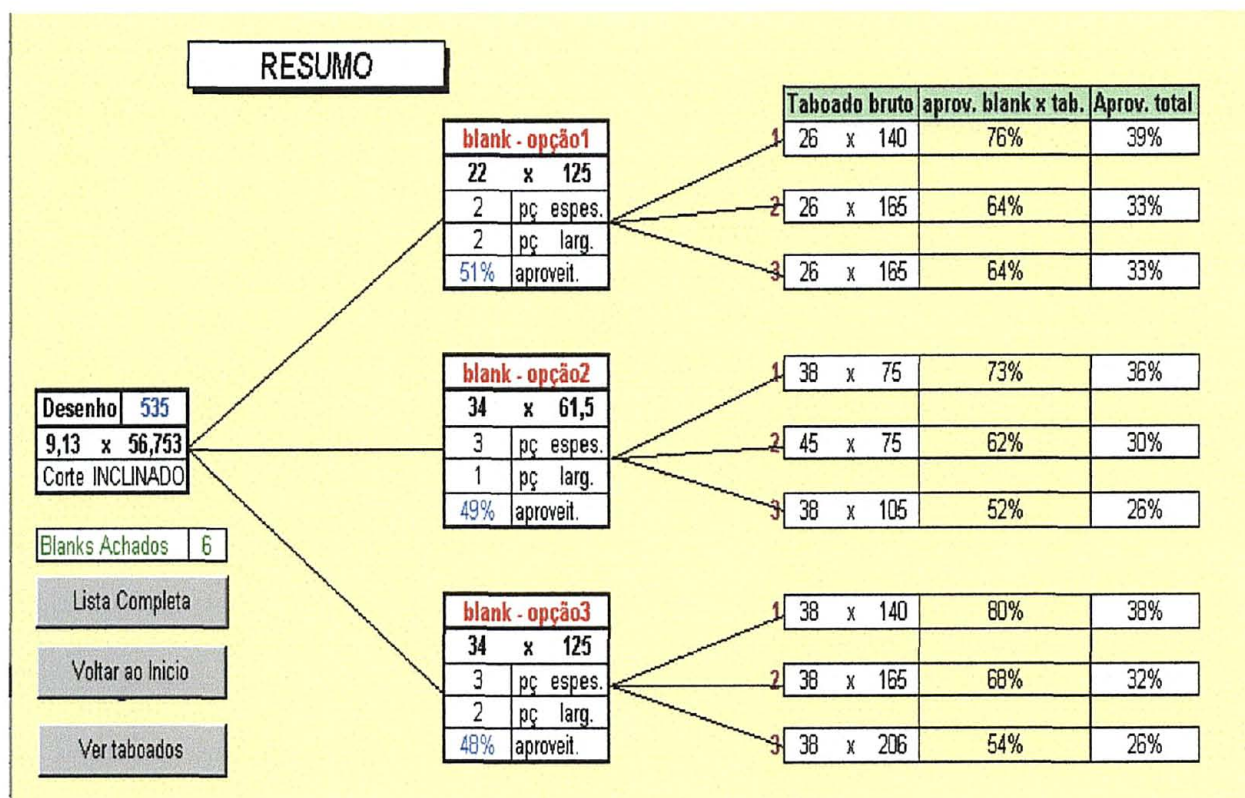 RESUMO
Taboado bruto aprov. blank x tab. Aprov. total
blank - opção1
22 x 125
2 pç espes.
2 pç larg.
51% aproveit.
1 26 x 140 76% 39%
2 26 x 165 64% 33%
3 26 x 165 64% 33%
Desenho 535
9,13 x 56,753
Corte INCLINADO
blank - opção2
34 x 61,5
3 pç espes.
1 pç larg.
49% aproveit.
1 38 x 75 73% 36%
2 45 x 75 62% 30%
3 38 x 105 52% 26%
Blanks Achados 6
Lista Completa
Voltar ao Inicio
Ver taboados
blank - opção3
34 x 125
3 pç espes.
2 pç larg.
48% aproveit.
1 38 x 140 80% 38%
2 38 x 165 68% 32%
3 38 x 206 54% 26%